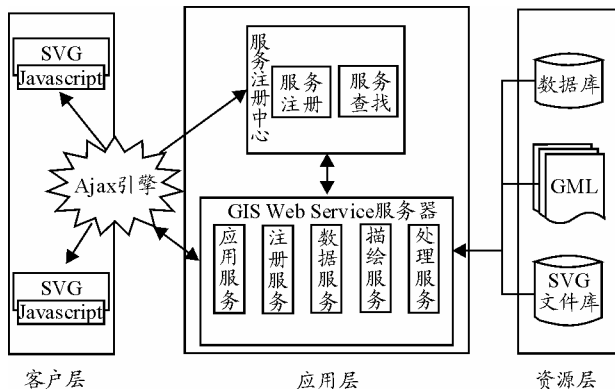 SVG
Javascript
Ajax引擎
SVG
Javascript
客户层
服务注册中心
服务
注册
服务
查找
GIS Web Service服务器
应用服务
注册服务
数据服务
描绘服务
处理服务
应用层
数据库
GML
SVG
文件库
资源层